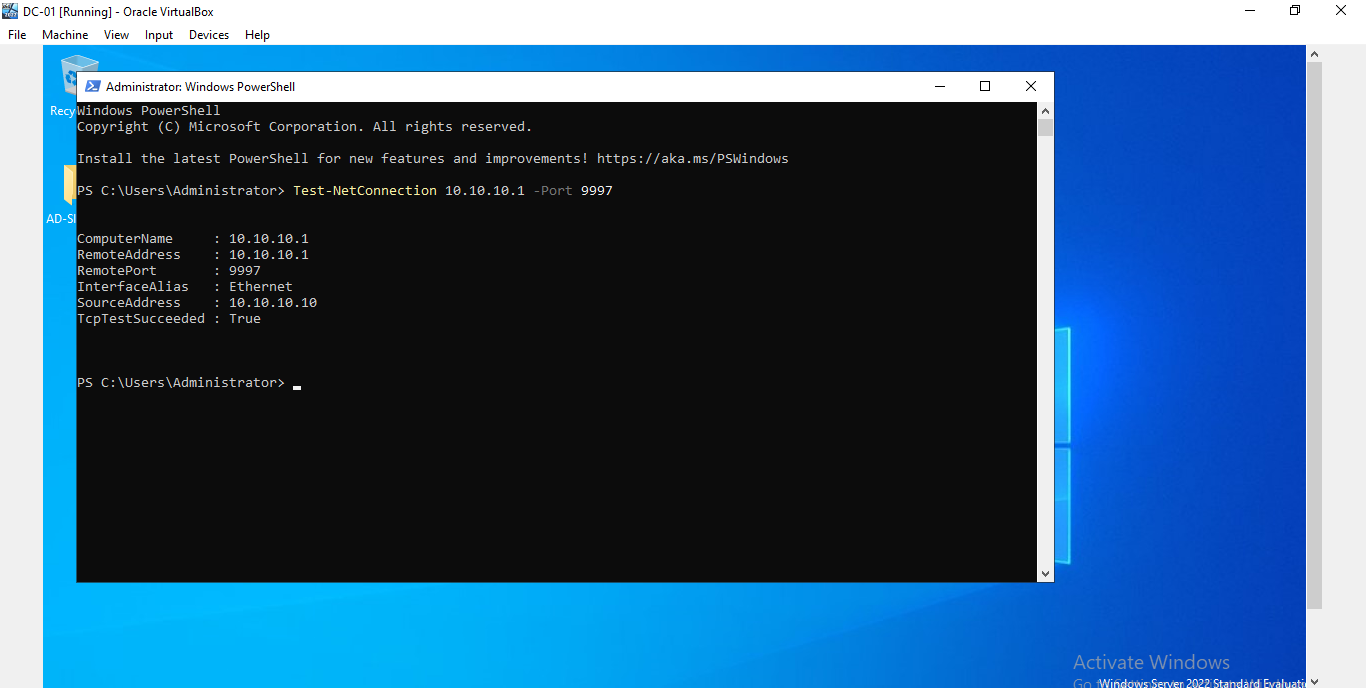 DC-01 [Running] - Oracle VirtualBox
File Machine View Input Devices Help
Administrator: Windows PowerShell
Recy
AD-S
Windows PowerShell
Copyright (C) Microsoft Corporation. All rights reserved.
Install the latest PowerShell for new features and improvements! https://aka.ms/PSWindows
PS C:\Users\Administrator> Test-NetConnection 10.10.10.1 -Port 9997
ComputerName : 10.10.10.1
RemoteAddress : 10.10.10.1
RemotePort : 9997
InterfaceAlias : Ethernet
SourceAddress : 10.10.10.10
TcpTestSucceeded : True
PS C:\Users\Administrator>
Activate Windows
Go
Windows Server 2022 Standard Evaluati